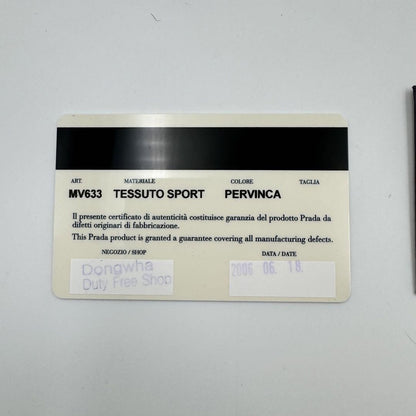 ART. MATERIALE COLORE TAGLIA
MV633 TESSUTO SPORT PERVINCA
Il presente certificato di autenticità costituisce garanzia del prodotto Prada da
difetti originari di fabbricazione.
This Prada product is granted a guarantee covering all manufacturing defects.
NEGOZIO / SHOP DATA / DATE
Dongwha 2006 06. 18.
Duty Free Shop